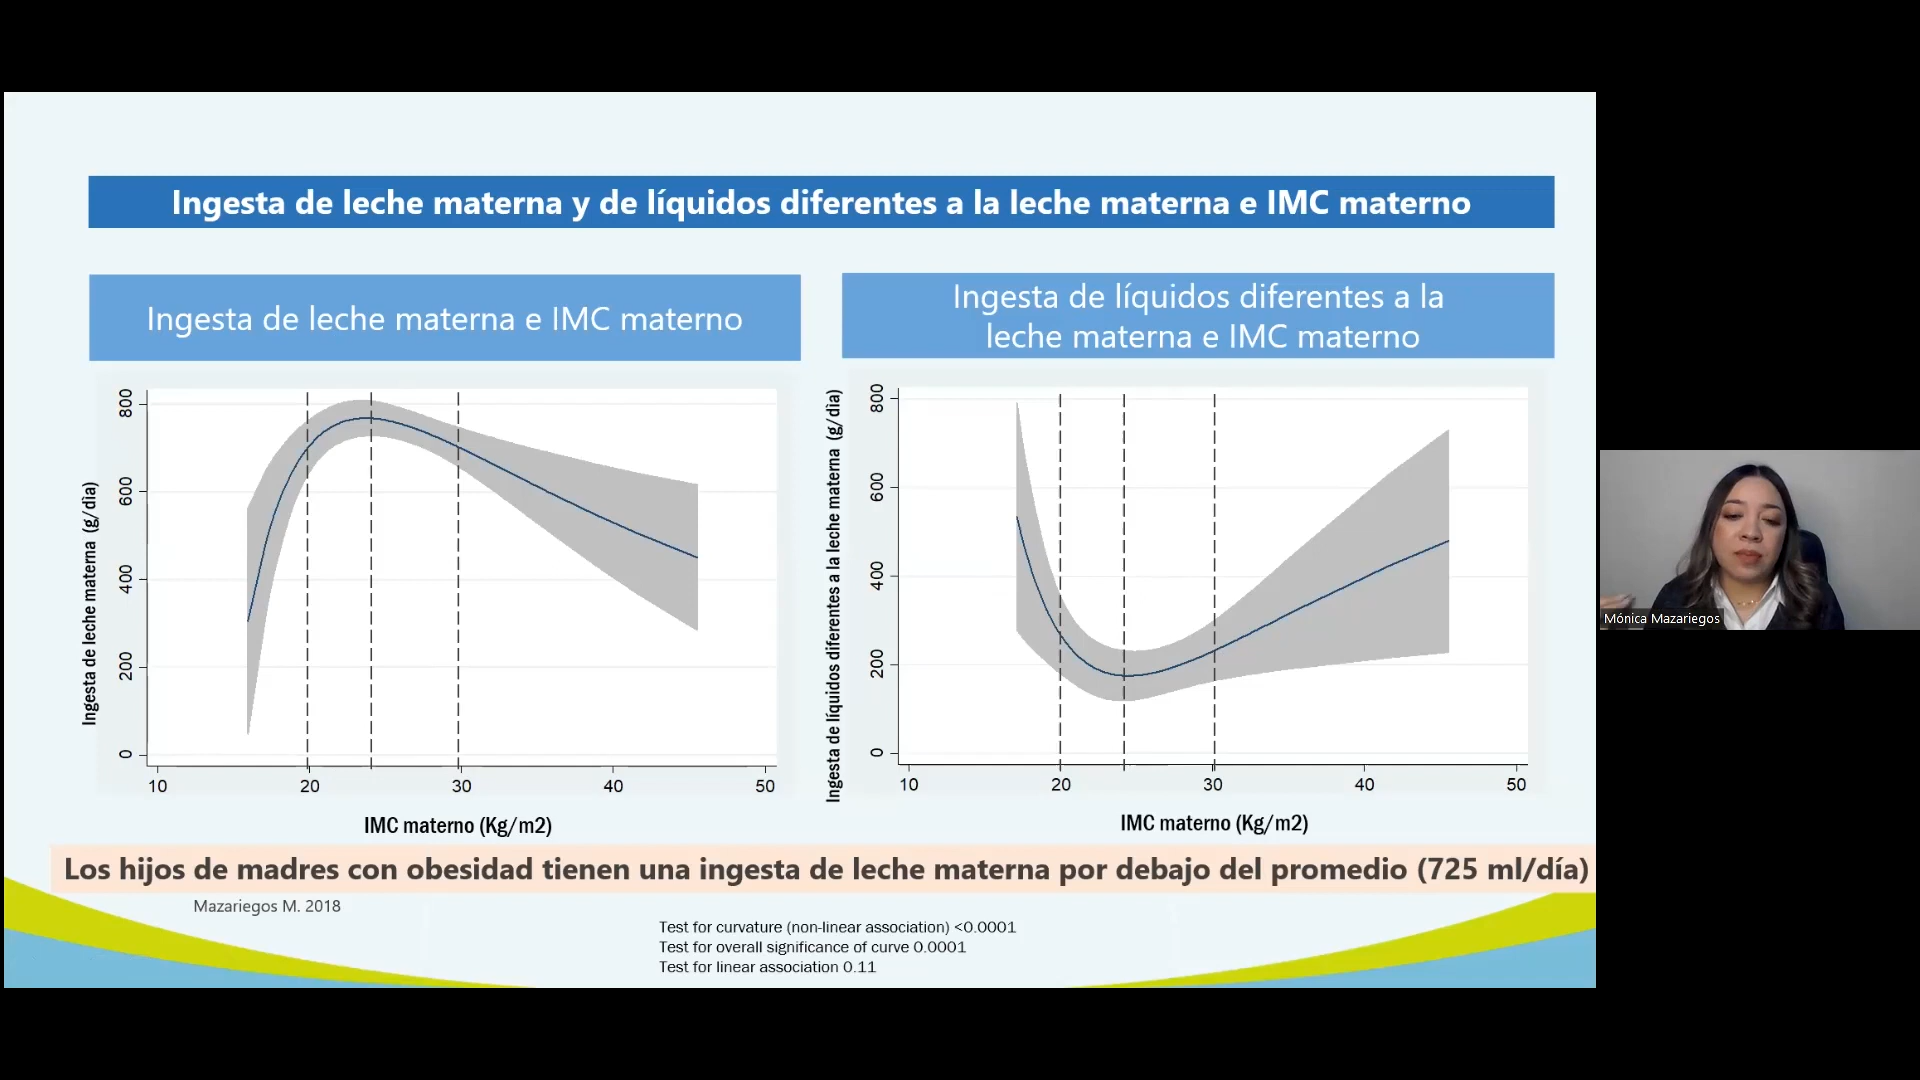 Ingesta de leche materna y de líquidos diferentes a la leche materna e IMC materno
Ingesta de leche materna e IMC materno
Ingesta de leche materna (g/dia)
800
600
400
200
0
10 20 30 40 50
IMC materno (Kg/m2)
Ingesta de líquidos diferentes a la
leche materna e IMC materno
Ingesta de líquidos diferentes a la leche materna (g/dia)
800
600
400
200
0
10 20 30 40 50
IMC materno (Kg/m2)
Los hijos de madres con obesidad tienen una ingesta de leche materna por debajo del promedio (725 ml/día)
Mazariegos M. 2018
Test for curvature (non-linear association) <0.0001
Test for overall significance of curve 0.0001
Test for linear association 0.11
Mónica Mazariegos